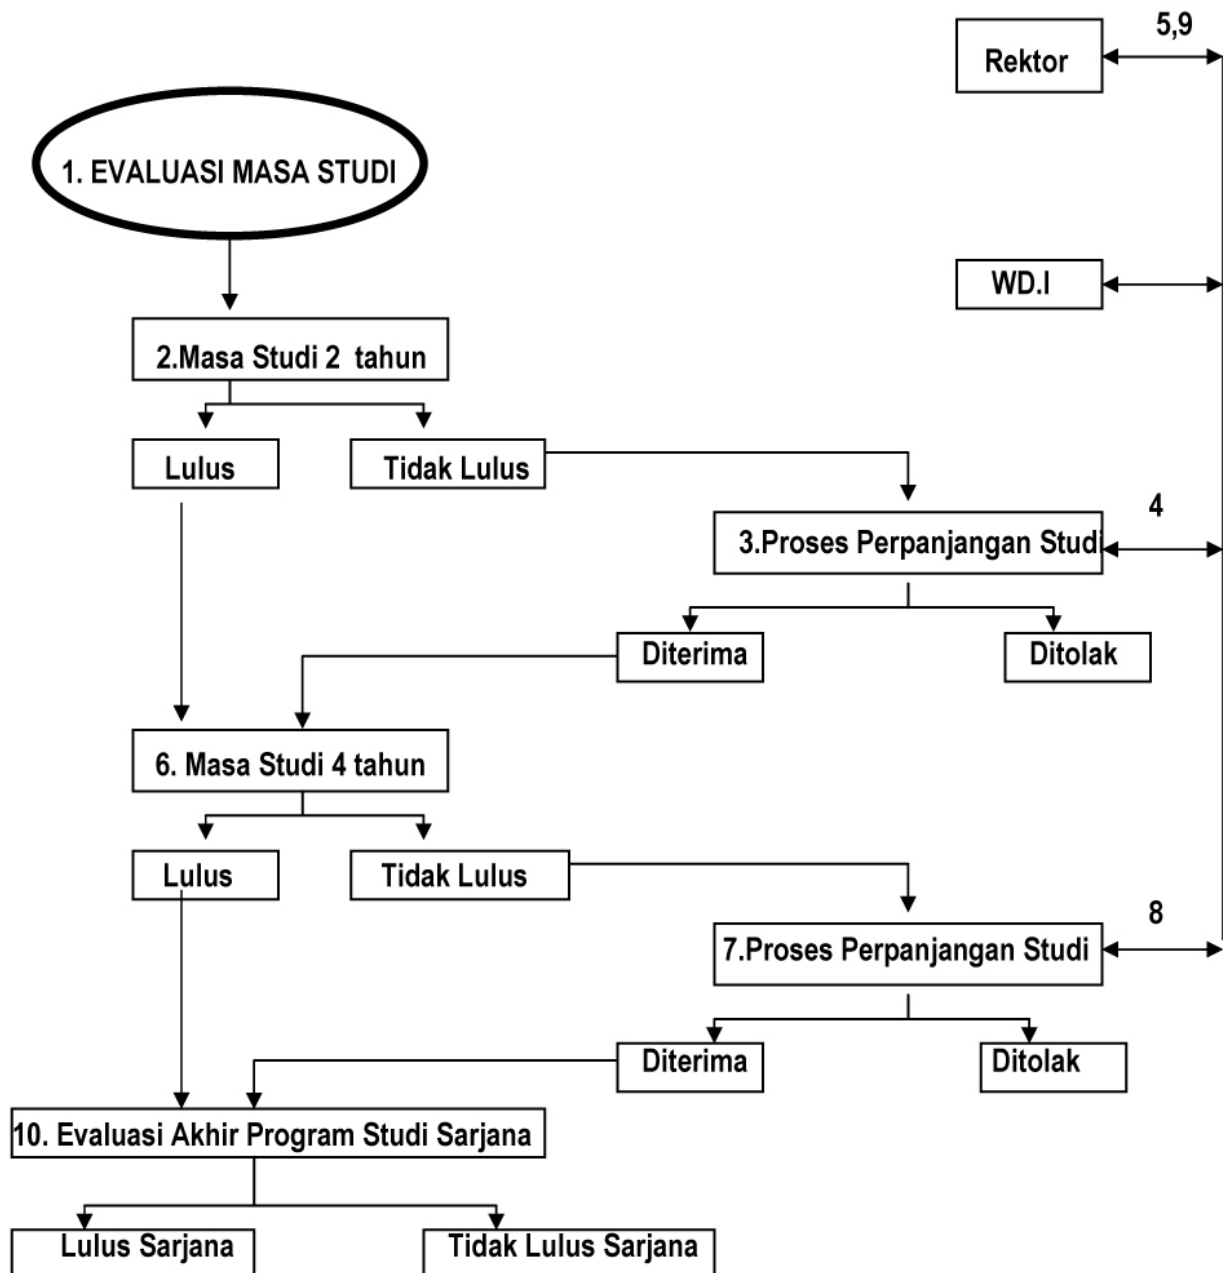 5,9
Rektor
1. EVALUASI MASA STUDI
WD.I
2.Masa Studi 2 tahun
Lulus
Tidak Lulus
4
3.Proses Perpanjangan Studi
Diterima
Ditolak
6. Masa Studi 4 tahun
Lulus
Tidak Lulus
8
7.Proses Perpanjangan Studi
Diterima
Ditolak
10. Evaluasi Akhir Program Studi Sarjana
Lulus Sarjana
Tidak Lulus Sarjana